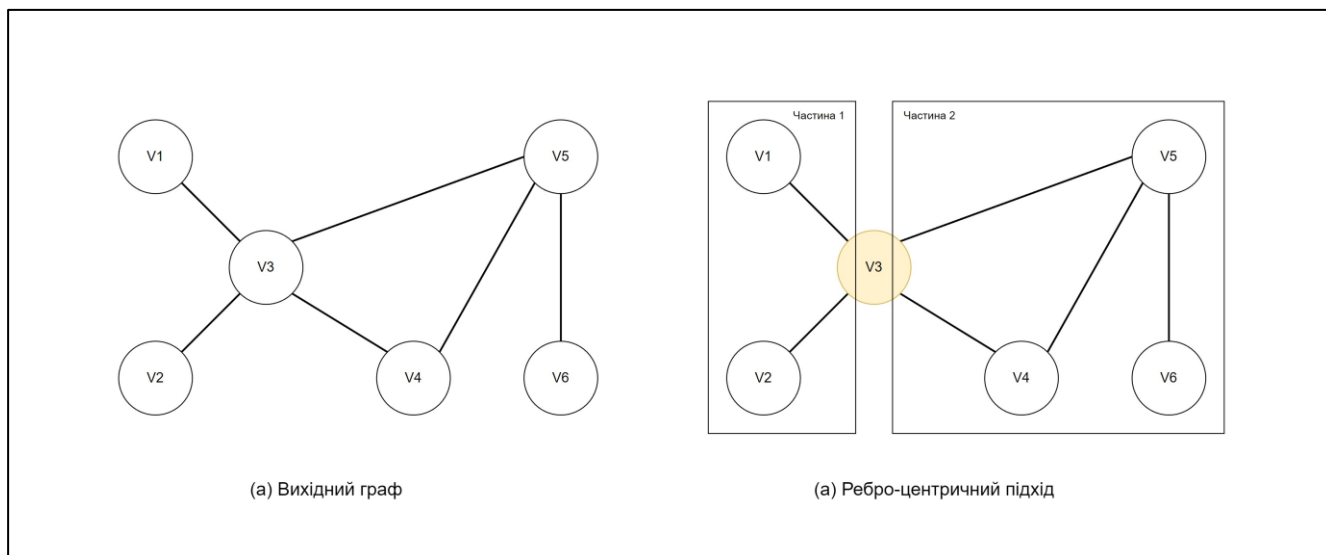 V1
V5
V3
V2
V4
V6
(а) Вихідний граф
Частина 1
Частина 2
V1
V5
V3
V2
V4
V6
(а) Ребро-центричний підхід